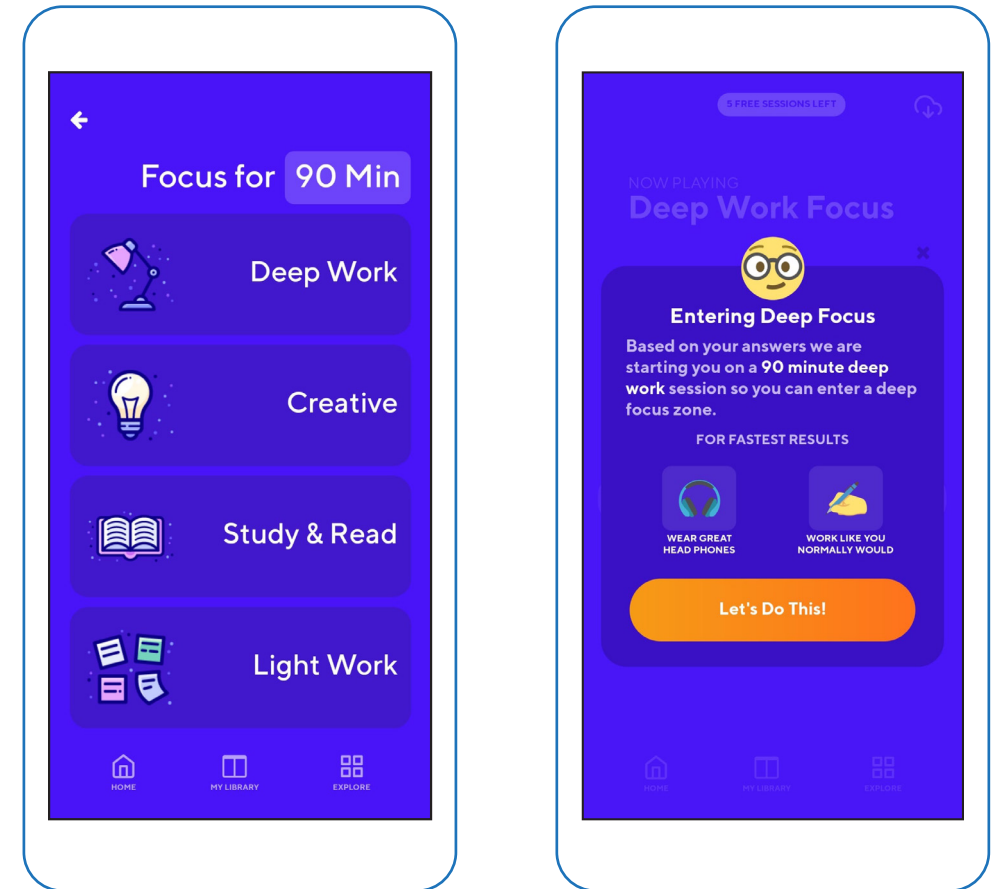 Focus for 90 Min
Deep Work
Creative
Study & Read
Light Work
HOME
MY LIBRARY
EXPLORE
5 FREE SESSIONS LEFT
NOW PLAYING
Deep Work Focus
Entering Deep Focus
Based on your answers we are
starting you on a 90 minute deep
work session so you can enter a deep
focus zone.
FOR FASTEST RESULTS
WEAR GREAT
HEAD PHONES
WORK LIKE YOU
NORMALLY WOULD
Let's Do This!
HOME
MY LIBRARY
EXPLORE